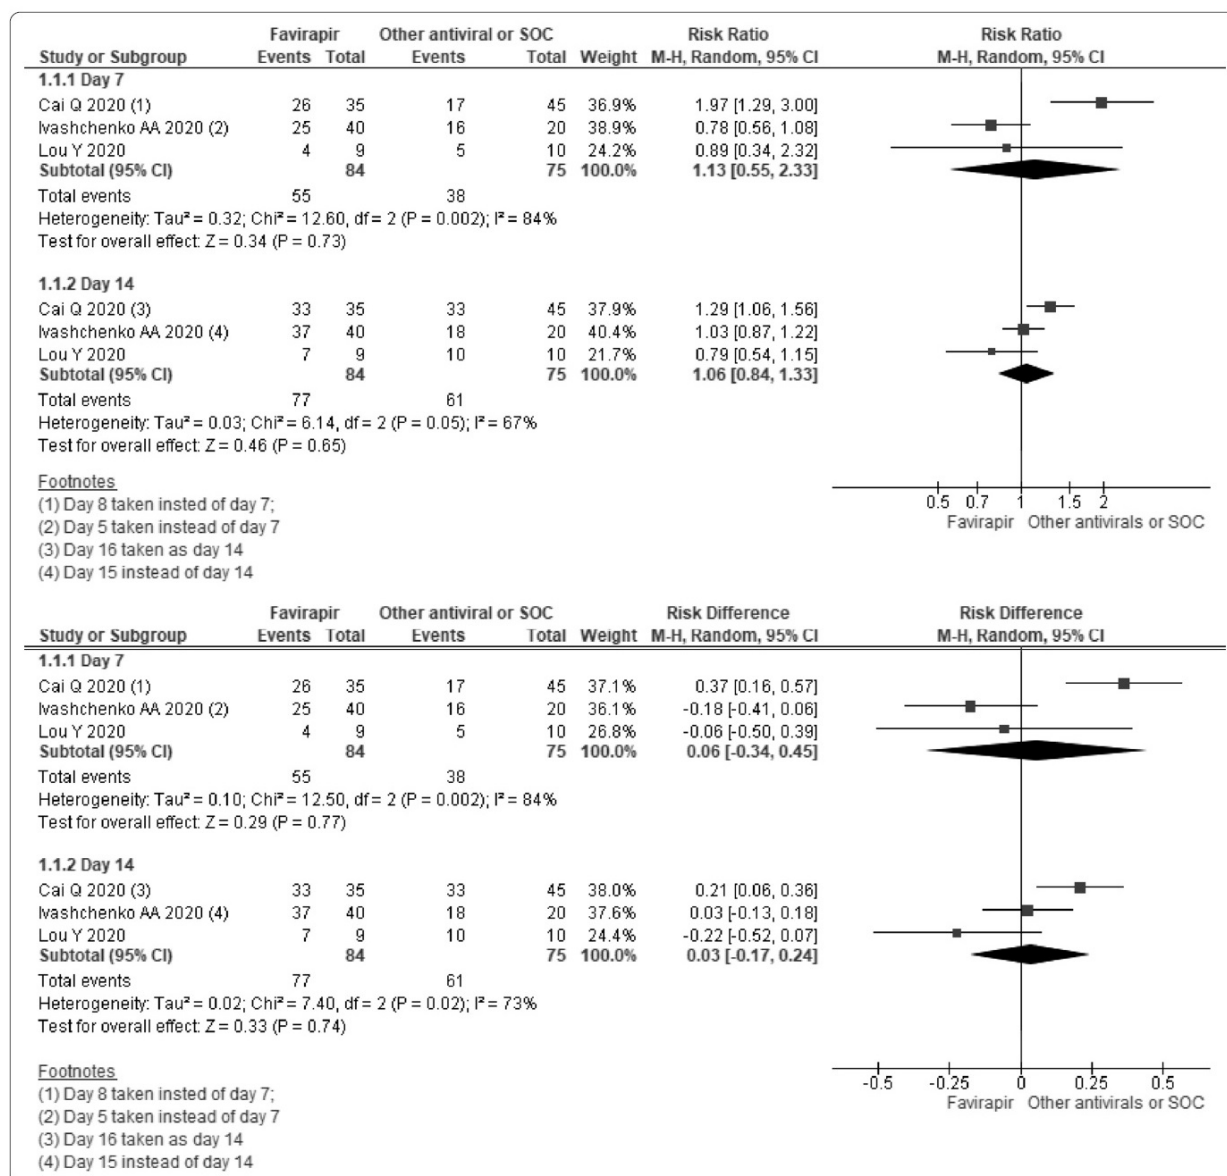 Favirapir Other antiviral or SOC Risk Ratio Risk Ratio
Study or Subgroup Events Total Events Total Weight M-H, Random, 95% CI M-H, Random, 95% CI
1.1.1 Day 7
Cai Q 2020 (1) 26 35 17 45 36.9% 1.97 [1.29, 3.00]
Ivashchenko AA 2020 (2) 25 40 16 20 38.9% 0.78 [0.56, 1.08]
Lou Y 2020 4 9 5 10 24.2% 0.89 [0.34, 2.32]
Subtotal (95% CI) 84 75 100.0% 1.13 [0.55, 2.33]
Total events 55 38
Heterogeneity: Tau² = 0.32; Chi² = 12.60, df = 2 (P = 0.002); I² = 84%
Test for overall effect: Z = 0.34 (P = 0.73)
1.1.2 Day 14
Cai Q 2020 (3) 33 35 33 45 37.9% 1.29 [1.06, 1.56]
Ivashchenko AA 2020 (4) 37 40 18 20 40.4% 1.03 [0.87, 1.22]
Lou Y 2020 7 9 10 10 21.7% 0.79 [0.54, 1.15]
Subtotal (95% CI) 84 75 100.0% 1.06 [0.84, 1.33]
Total events 77 61
Heterogeneity: Tau² = 0.03; Chi² = 6.14, df = 2 (P = 0.05); I² = 67%
Test for overall effect: Z = 0.46 (P = 0.65)
0.5 0.7 1 1.5 2
Favirapir Other antivirals or SOC
Footnotes
(1) Day 8 taken insted of day 7;
(2) Day 5 taken instead of day 7
(3) Day 16 taken as day 14
(4) Day 15 instead of day 14
Favirapir Other antiviral or SOC Risk Difference Risk Difference
Study or Subgroup Events Total Events Total Weight M-H, Random, 95% CI M-H, Random, 95% CI
1.1.1 Day 7
Cai Q 2020 (1) 26 35 17 45 37.1% 0.37 [0.16, 0.57]
Ivashchenko AA 2020 (2) 25 40 16 20 36.1% -0.18 [-0.41, 0.06]
Lou Y 2020 4 9 5 10 26.8% -0.06 [-0.50, 0.39]
Subtotal (95% CI) 84 75 100.0% 0.06 [-0.34, 0.45]
Total events 55 38
Heterogeneity: Tau² = 0.10; Chi² = 12.50, df = 2 (P = 0.002); I² = 84%
Test for overall effect: Z = 0.29 (P = 0.77)
1.1.2 Day 14
Cai Q 2020 (3) 33 35 33 45 38.0% 0.21 [0.06, 0.36]
Ivashchenko AA 2020 (4) 37 40 18 20 37.6% 0.03 [-0.13, 0.18]
Lou Y 2020 7 9 10 10 24.4% -0.22 [-0.52, 0.07]
Subtotal (95% CI) 84 75 100.0% 0.03 [-0.17, 0.24]
Total events 77 61
Heterogeneity: Tau² = 0.02; Chi² = 7.40, df = 2 (P = 0.02); I² = 73%
Test for overall effect: Z = 0.33 (P = 0.74)
-0.5 -0.25 0 0.25 0.5
Favirapir Other antivirals or SOC
Footnotes
(1) Day 8 taken insted of day 7;
(2) Day 5 taken instead of day 7
(3) Day 16 taken as day 14
(4) Day 15 instead of day 14